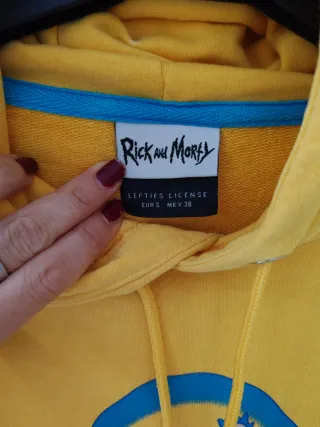 RICK AND MORTY
LEFTIES LICENSE
EUR S MEX 38